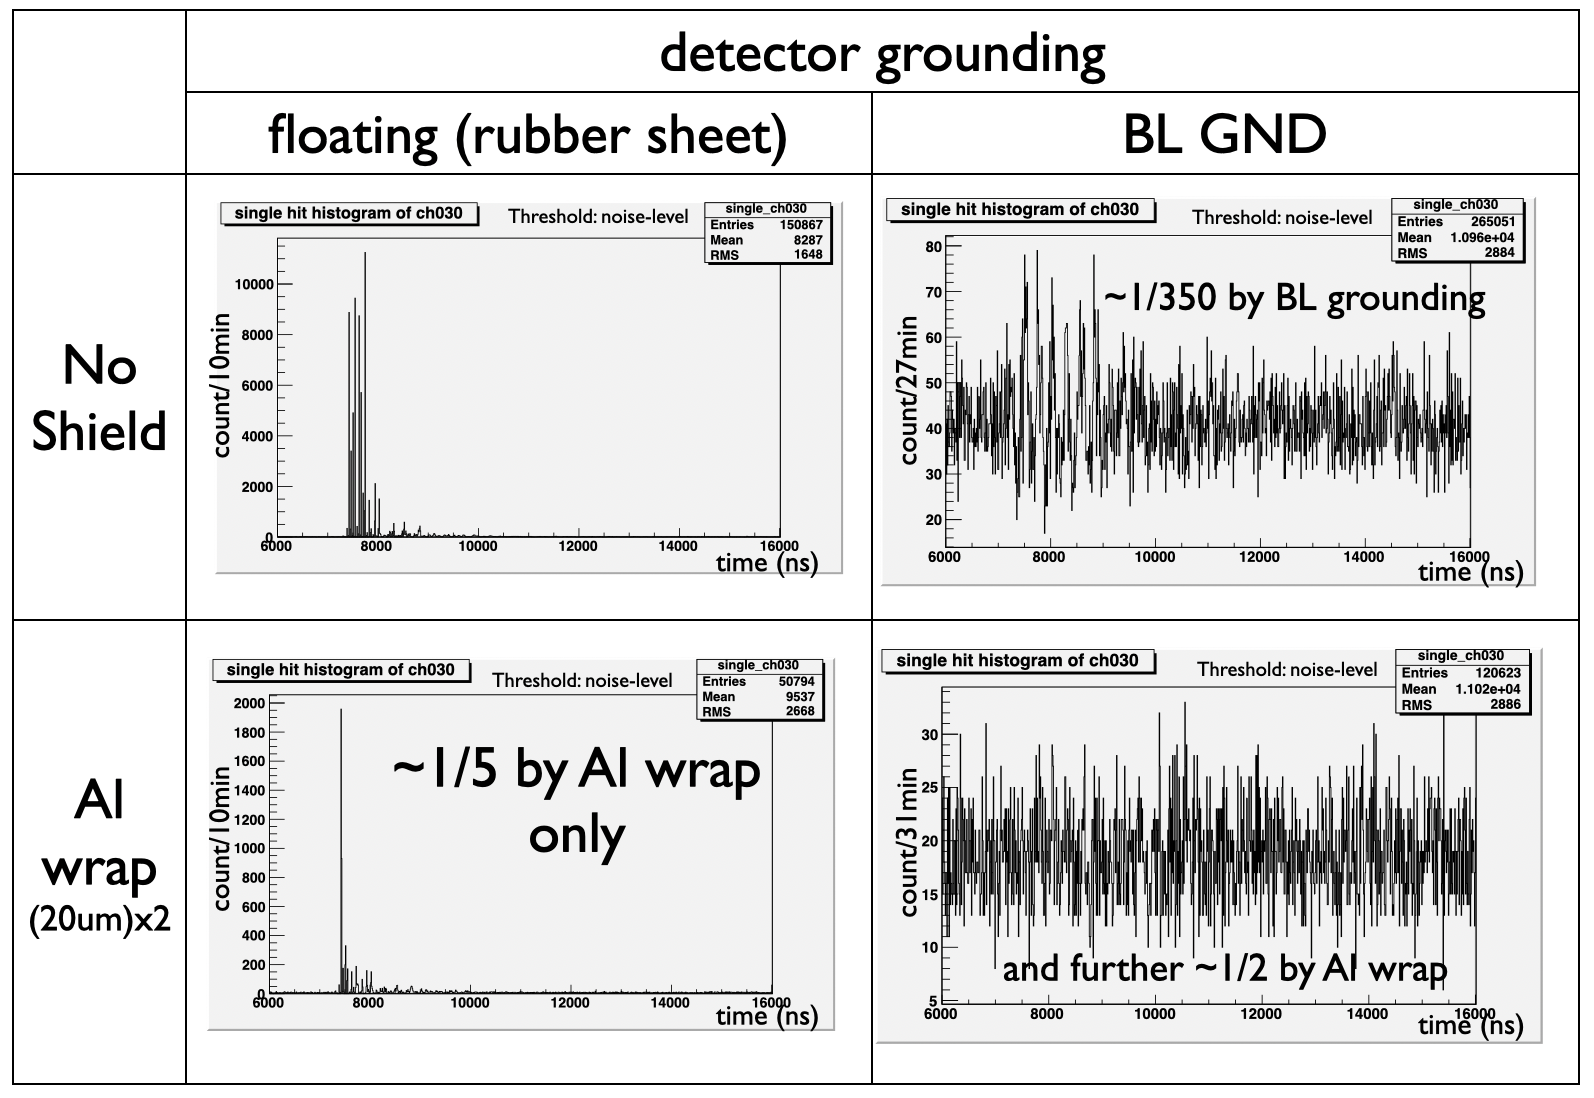 detector grounding
floating (rubber sheet)
BL GND
No
Shield
single hit histogram of ch030
Threshold: noise-level
single_ch030
Entries 150867
Mean 8287
RMS 1648
count/10min
10000
8000
6000
4000
2000
0
6000 8000 10000 12000 14000 16000
time (ns)
single hit histogram of ch030
Threshold: noise-level
single_ch030
Entries 265051
Mean 1.096e+04
RMS 2884
~1/350 by BL grounding
count/27min
80
70
60
50
40
30
20
6000 8000 10000 12000 14000 16000
time (ns)
Al
wrap
(20um)x2
single hit histogram of ch030
Threshold: noise-level
single_ch030
Entries 50794
Mean 9537
RMS 2668
~1/5 by Al wrap
only
count/10min
2000
1800
1600
1400
1200
1000
800
600
400
200
0
6000 8000 10000 12000 14000 16000
time (ns)
single hit histogram of ch030
Threshold: noise-level
single_ch030
Entries 120623
Mean 1.102e+04
RMS 2886
count/31min
30
25
20
15
10
5
and further ~1/2 by Al wrap
6000 8000 10000 12000 14000 16000
time (ns)